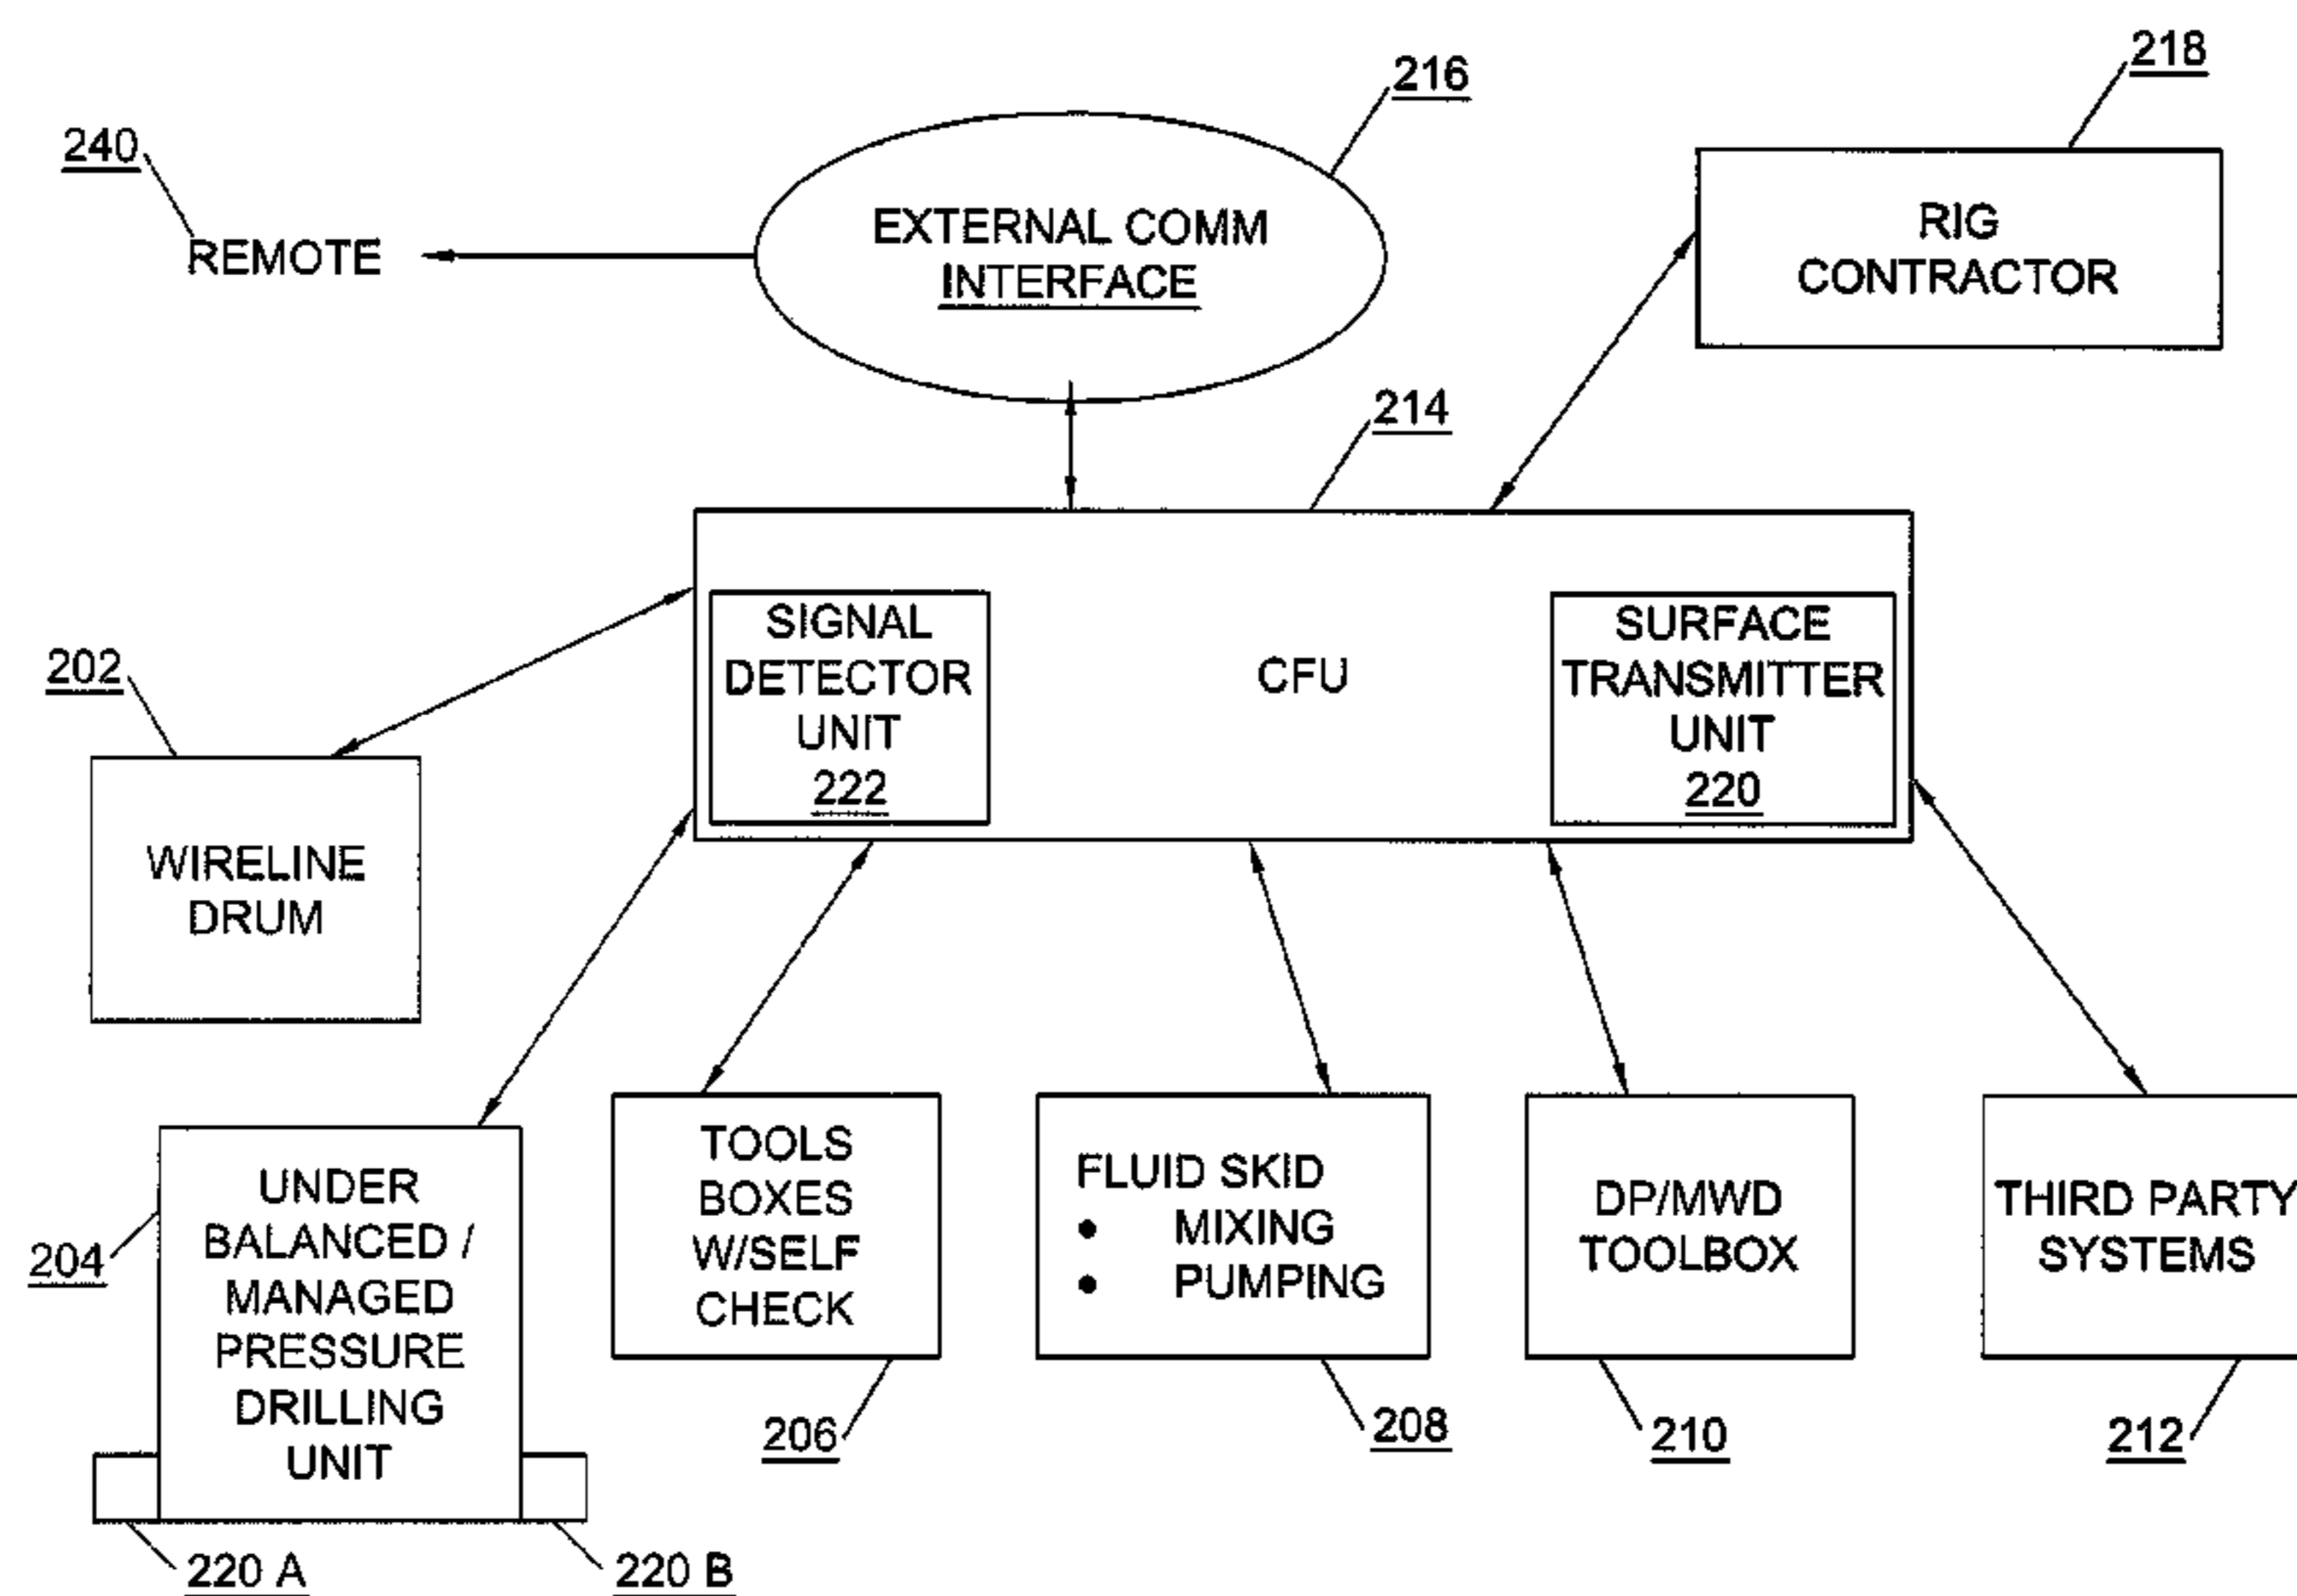 216
218
240
EXTERNAL COMM
INTERFACE
REMOTE
RIG
CONTRACTOR
214
SIGNAL
DETECTOR
UNIT
222
CFU
SURFACE
TRANSMITTER
UNIT
220
202
WIRELINE
DRUM
204
UNDER
BALANCED /
MANAGED
PRESSURE
DRILLING
UNIT
TOOLS
BOXES
W/SELF
CHECK
FLUID SKID
• MIXING
• PUMPING
DP/MWD
TOOLBOX
THIRD PARTY
SYSTEMS
206
208
210
212
220 A
220 B